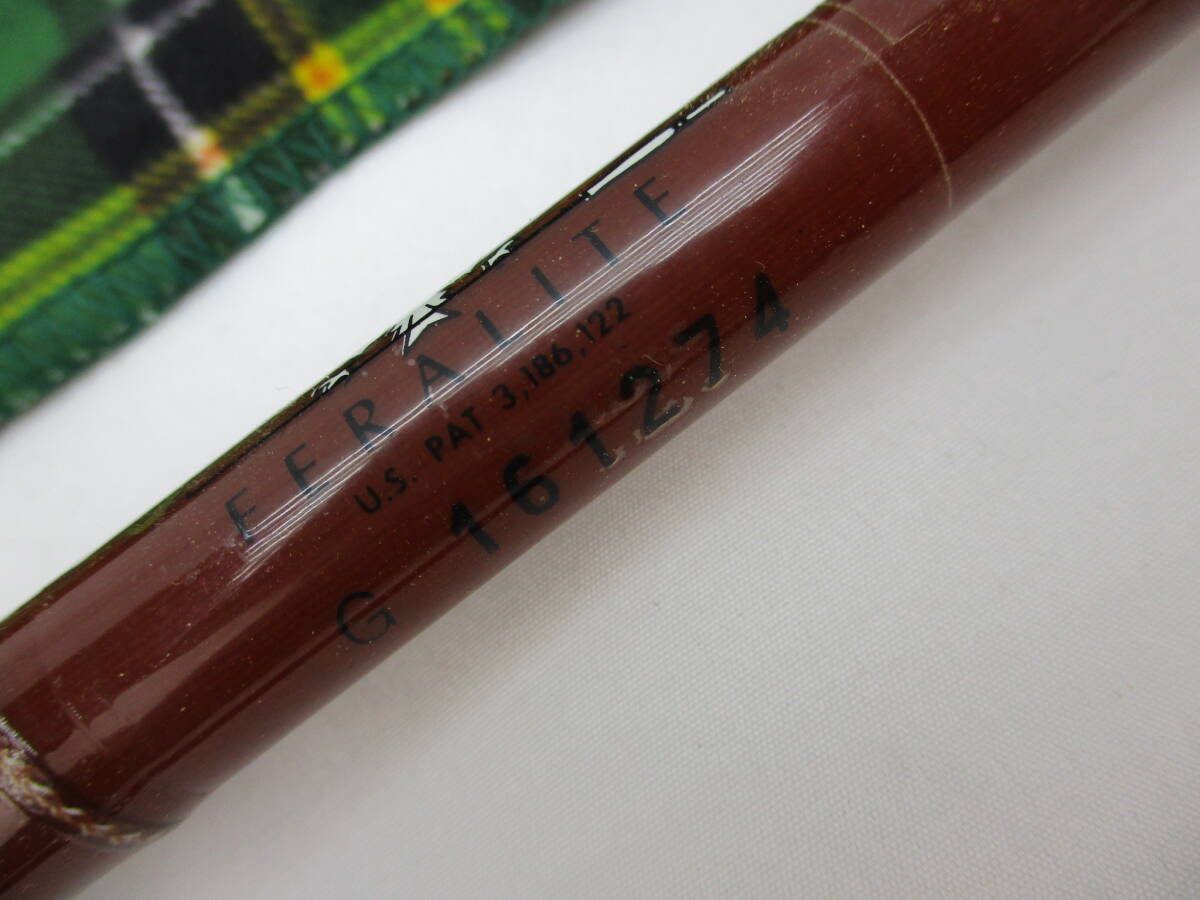 FERALITE
U.S. PAT 3,186,122
G 161274